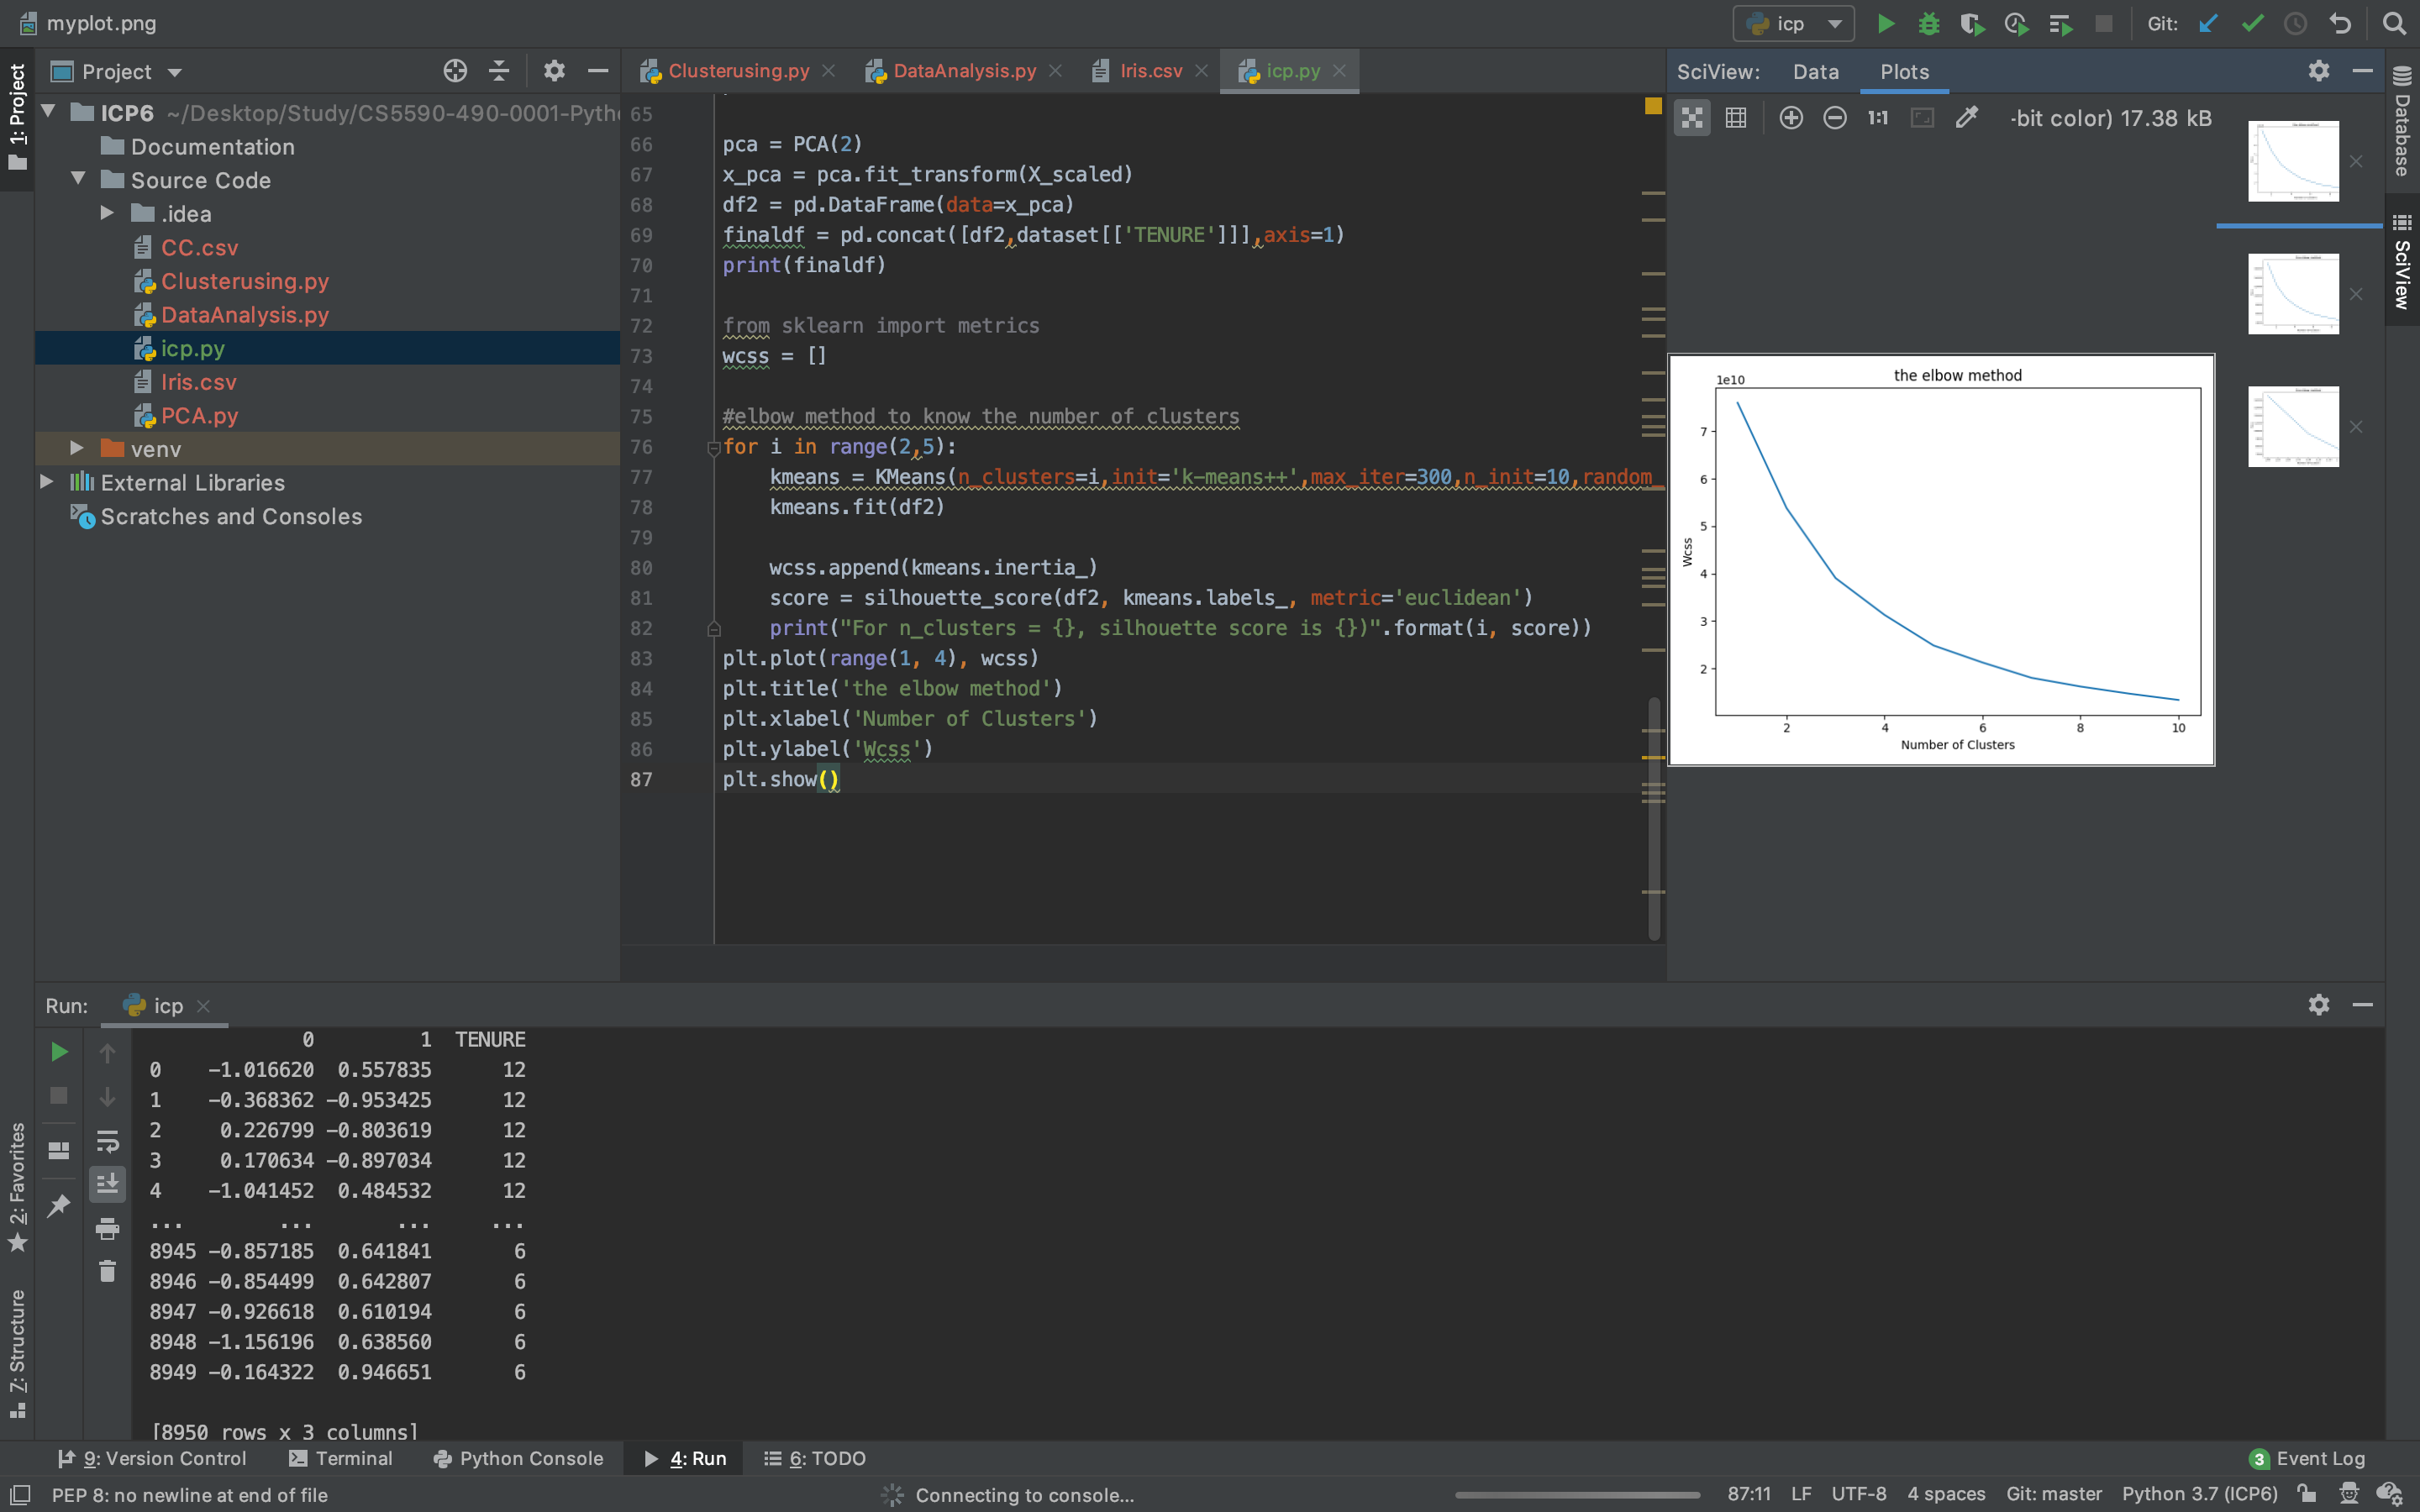 myplot.png
icp
Git:
1: Project
Project
ICP6 ~/Desktop/Study/CS5590-490-0001-Pyth
Documentation
Source Code
.idea
CC.csv
Clusterusing.py
DataAnalysis.py
icp.py
Iris.csv
PCA.py
venv
External Libraries
Scratches and Consoles
Clusterusing.py
DataAnalysis.py
Iris.csv
icp.py
65
66 pca = PCA(2)
67 x_pca = pca.fit_transform(X_scaled)
68 df2 = pd.DataFrame(data=x_pca)
69 finaldf = pd.concat([df2,dataset[['TENURE']]],axis=1)
70 print(finaldf)
71
72 from sklearn import metrics
73 wcss = []
74
75 #elbow method to know the number of clusters
76 for i in range(2,5):
77 kmeans = KMeans(n_clusters=i,init='k-means++',max_iter=300,n_init=10,random_
78 kmeans.fit(df2)
79
80 wcss.append(kmeans.inertia_)
81 score = silhouette_score(df2, kmeans.labels_, metric='euclidean')
82 print("For n_clusters = {}, silhouette score is {})".format(i, score))
83 plt.plot(range(1, 4), wcss)
84 plt.title('the elbow method')
85 plt.xlabel('Number of Clusters')
86 plt.ylabel('Wcss')
87 plt.show()
SciView: Data Plots
1:1 -bit color) 17.38 kB
the elbow method
1e10
7
6
5
4
3
2
Wcss
2 4 6 8 10
Number of Clusters
Database
SciView
Run: icp
0 1 TENURE
0 -1.016620 0.557835 12
1 -0.368362 -0.953425 12
2 0.226799 -0.803619 12
3 0.170634 -0.897034 12
4 -1.041452 0.484532 12
... ... ... ...
8945 -0.857185 0.641841 6
8946 -0.854499 0.642807 6
8947 -0.926618 0.610194 6
8948 -1.156196 0.638560 6
8949 -0.164322 0.946651 6
[8950 rows x 3 columns]
2: Favorites
Z: Structure
9: Version Control Terminal Python Console 4: Run 6: TODO 3 Event Log
PEP 8: no newline at end of file Connecting to console... 87:11 LF UTF-8 4 spaces Git: master Python 3.7 (ICP6)